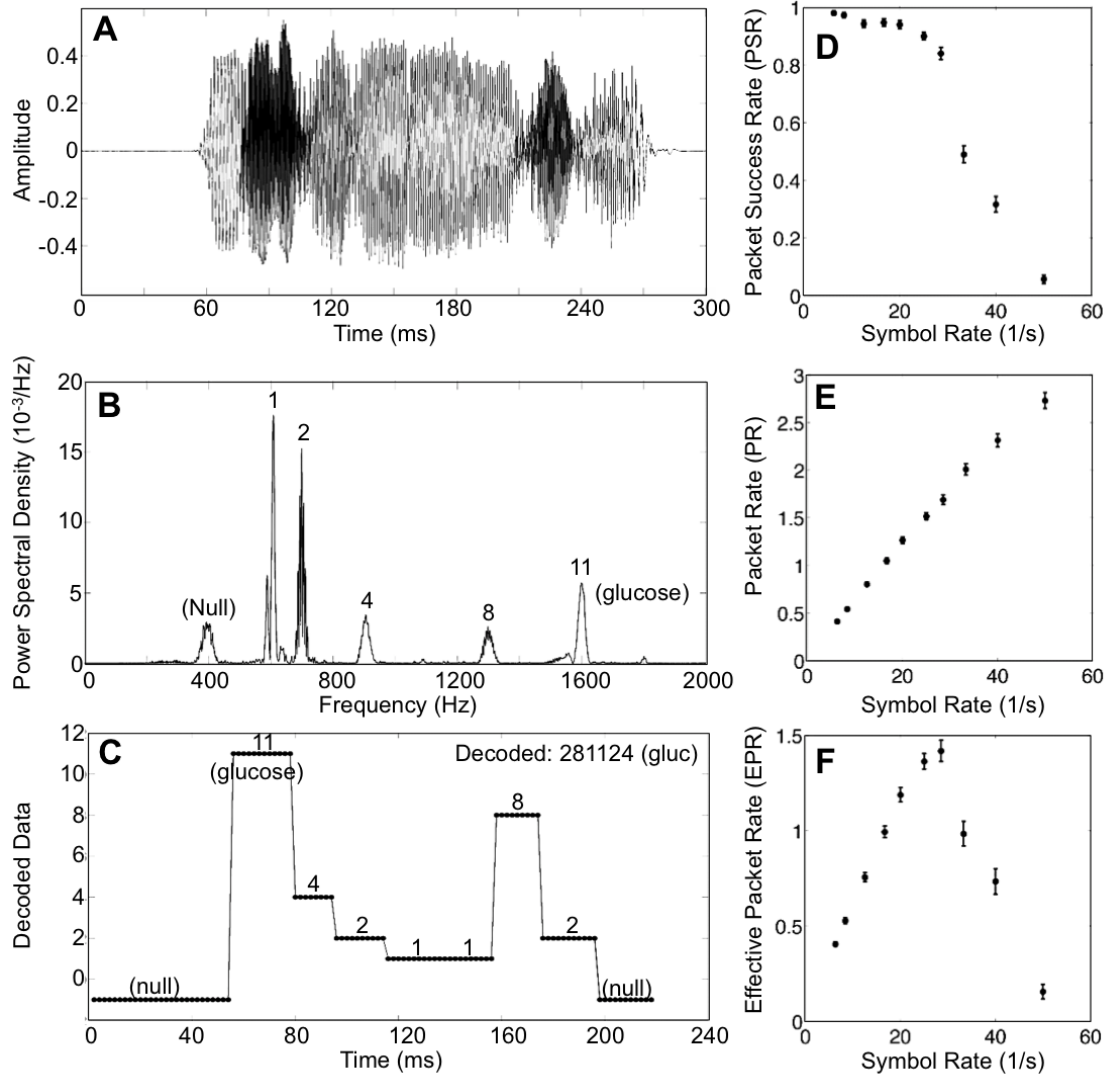 A
Amplitude
0.4
0.2
0
-0.2
-0.4
0 60 120 180 240 300
Time (ms)
B
Power Spectral Density (10⁻³/Hz)
20
15
10
5
0
(Null)
1
2
4
8
11
(glucose)
0 400 800 1200 1600 2000
Frequency (Hz)
C
Decoded: 281124 (gluc)
Decoded Data
12
10
8
6
4
2
0
(null)
11
(glucose)
4
2
1 1
8
2
(null)
0 40 80 120 160 200 240
Time (ms)
D
Packet Success Rate (PSR)
1
0.8
0.6
0.4
0.2
0
0 20 40 60
Symbol Rate (1/s)
E
Packet Rate (PR)
3
2.5
2
1.5
1
0.5
0
0 20 40 60
Symbol Rate (1/s)
F
Effective Packet Rate (EPR)
1.5
1
0.5
0
0 20 40 60
Symbol Rate (1/s)